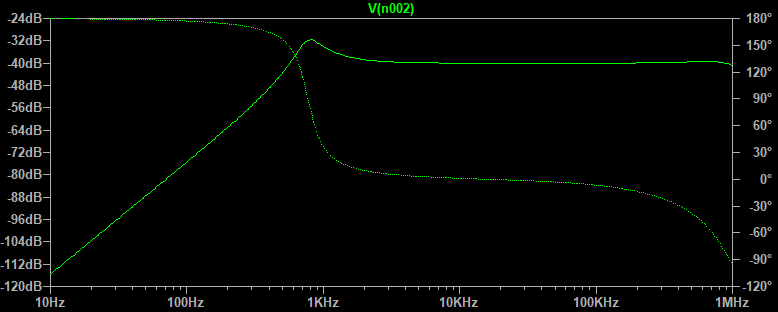 V(n002)
-24dB 180°
-32dB 150°
-40dB 120°
-48dB 90°
-56dB 60°
-64dB 30°
-72dB 0°
-80dB -30°
-88dB -60°
-96dB -90°
-104dB -120°
-112dB
-120dB
10Hz 100Hz 1KHz 10KHz 100KHz 1MHz